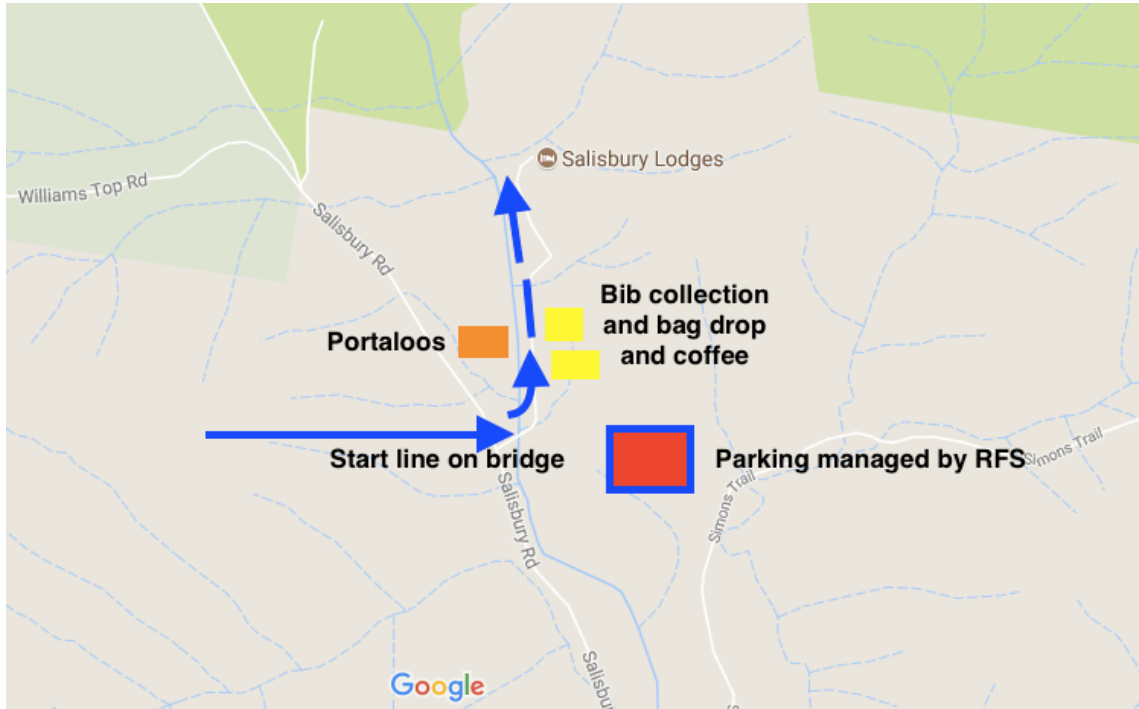 Salisbury Lodges
Williams Top Rd
Salisbury Rd
Bib collection
and bag drop
and coffee
Portaloos
Start line on bridge
Parking managed by RFS
Simons Trail
Simons Trail
Salisbury Rd
Salisbu
S
Google